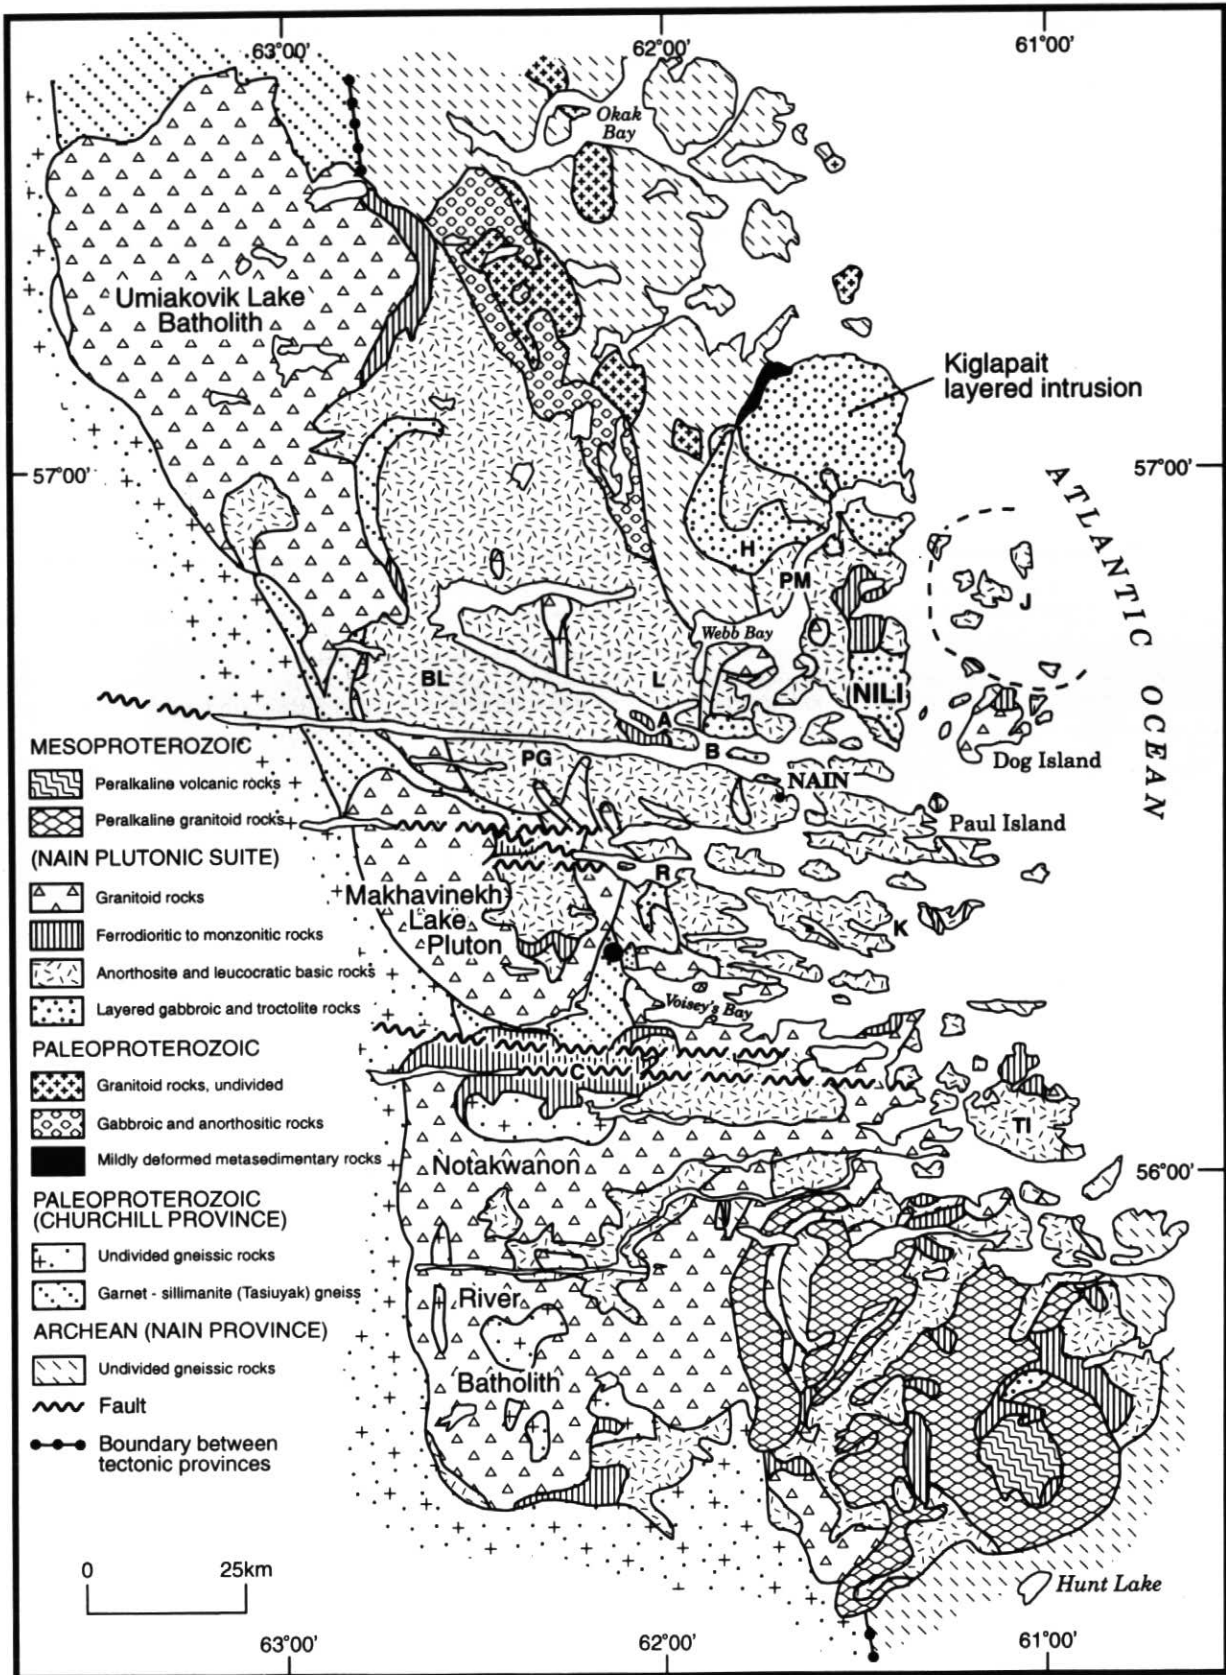 63°00'
62°00'
61°00'
Okak
Bay
Umiakovik Lake
Batholith
Kiglapait
layered intrusion
57°00'
57°00'
ATLANTIC OCEAN
H
PM
J
Webb Bay
BL
L
NILI
A
B
Dog Island
PG
NAIN
Paul Island
MESOPROTEROZOIC
Peralkaline volcanic rocks
Peralkaline granitoid rocks
(NAIN PLUTONIC SUITE)
Granitoid rocks
Ferrodioritic to monzonitic rocks
Anorthosite and leucocratic basic rocks
Layered gabbroic and troctolite rocks
PALEOPROTEROZOIC
Granitoid rocks, undivided
Gabbroic and anorthositic rocks
Mildly deformed metasedimentary rocks
PALEOPROTEROZOIC
(CHURCHILL PROVINCE)
Undivided gneissic rocks
Garnet - sillimanite (Tasiuyak) gneiss
ARCHEAN (NAIN PROVINCE)
Undivided gneissic rocks
Fault
Boundary between
tectonic provinces
R
Makhavinekh
Lake
Pluton
K
Voisey's Bay
C
TI
Notakwanon
56°00'
River
Batholith
0 25km
Hunt Lake
63°00'
62°00'
61°00'